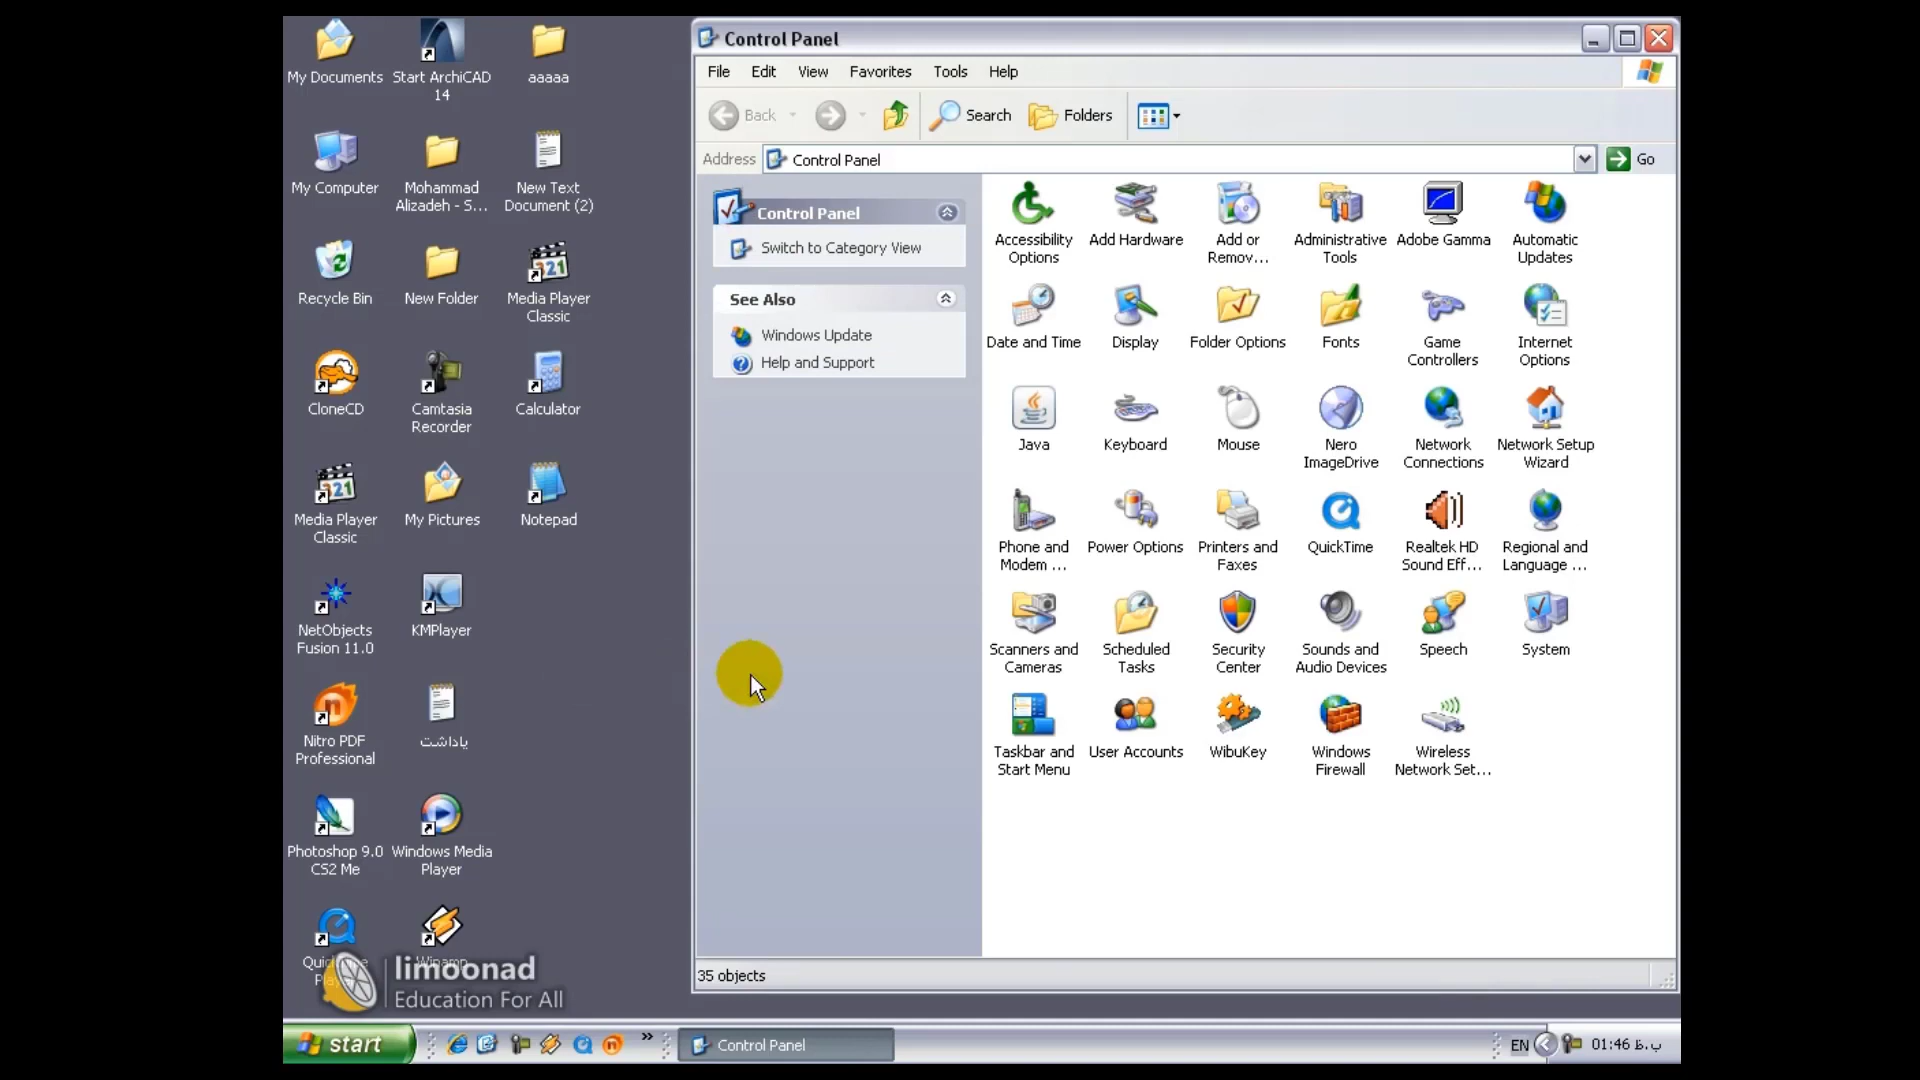 My Documents
Start ArchiCAD
14
aaaaa
My Computer
Mohammad
Alizadeh - S...
New Text
Document (2)
Recycle Bin
New Folder
Media Player
Classic
CloneCD
Camtasia
Recorder
Calculator
Media Player
Classic
My Pictures
Notepad
NetObjects
Fusion 11.0
KMPlayer
Nitro PDF
Professional
یاداشت
Photoshop 9.0
CS2 Me
Windows Media
Player
limoonad
Education For All
Control Panel
File Edit View Favorites Tools Help
Back Search Folders
Address Control Panel Go
Control Panel
Switch to Category View
See Also
Windows Update
Help and Support
Accessibility
Options
Add Hardware
Add or
Remov...
Administrative
Tools
Adobe Gamma
Automatic
Updates
Date and Time
Display
Folder Options
Fonts
Game
Controllers
Internet
Options
Java
Keyboard
Mouse
Nero
ImageDrive
Network
Connections
Network Setup
Wizard
Phone and
Modem ...
Power Options
Printers and
Faxes
QuickTime
Realtek HD
Sound Eff...
Regional and
Language ...
Scanners and
Cameras
Scheduled
Tasks
Security
Center
Sounds and
Audio Devices
Speech
System
Taskbar and
Start Menu
User Accounts
WibuKey
Windows
Firewall
Wireless
Network Set...
35 objects
start
Control Panel
EN
01:46 ب.ظ